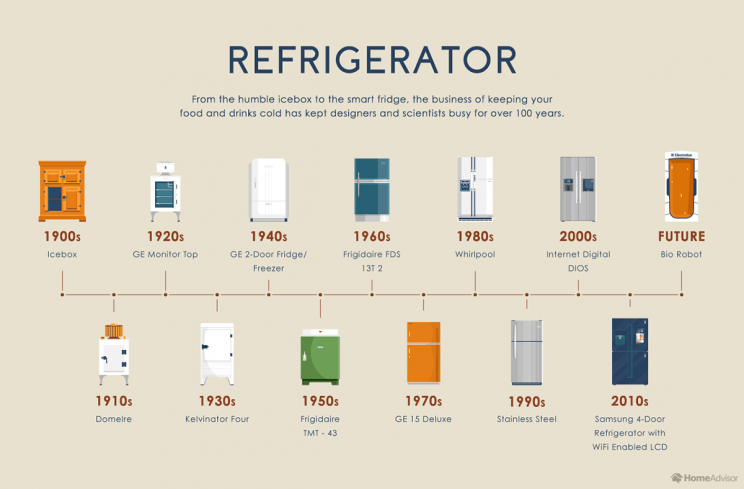 REFRIGERATOR
From the humble icebox to the smart fridge, the business of keeping your
food and drinks cold has kept designers and scientists busy for over 100 years.
Electrolux
1900s
Icebox
1920s
GE Monitor Top
1940s
GE 2-Door Fridge/
Freezer
1960s
Frigidaire FDS
13T 2
1980s
Whirlpool
2000s
Internet Digital
DIOS
FUTURE
Bio Robot
1910s
Domelre
1930s
Kelvinator Four
1950s
Frigidaire
TMT - 43
1970s
GE 15 Deluxe
1990s
Stainless Steel
2010s
Samsung 4-Door
Refrigerator with
WiFi Enabled LCD
HomeAdvisor